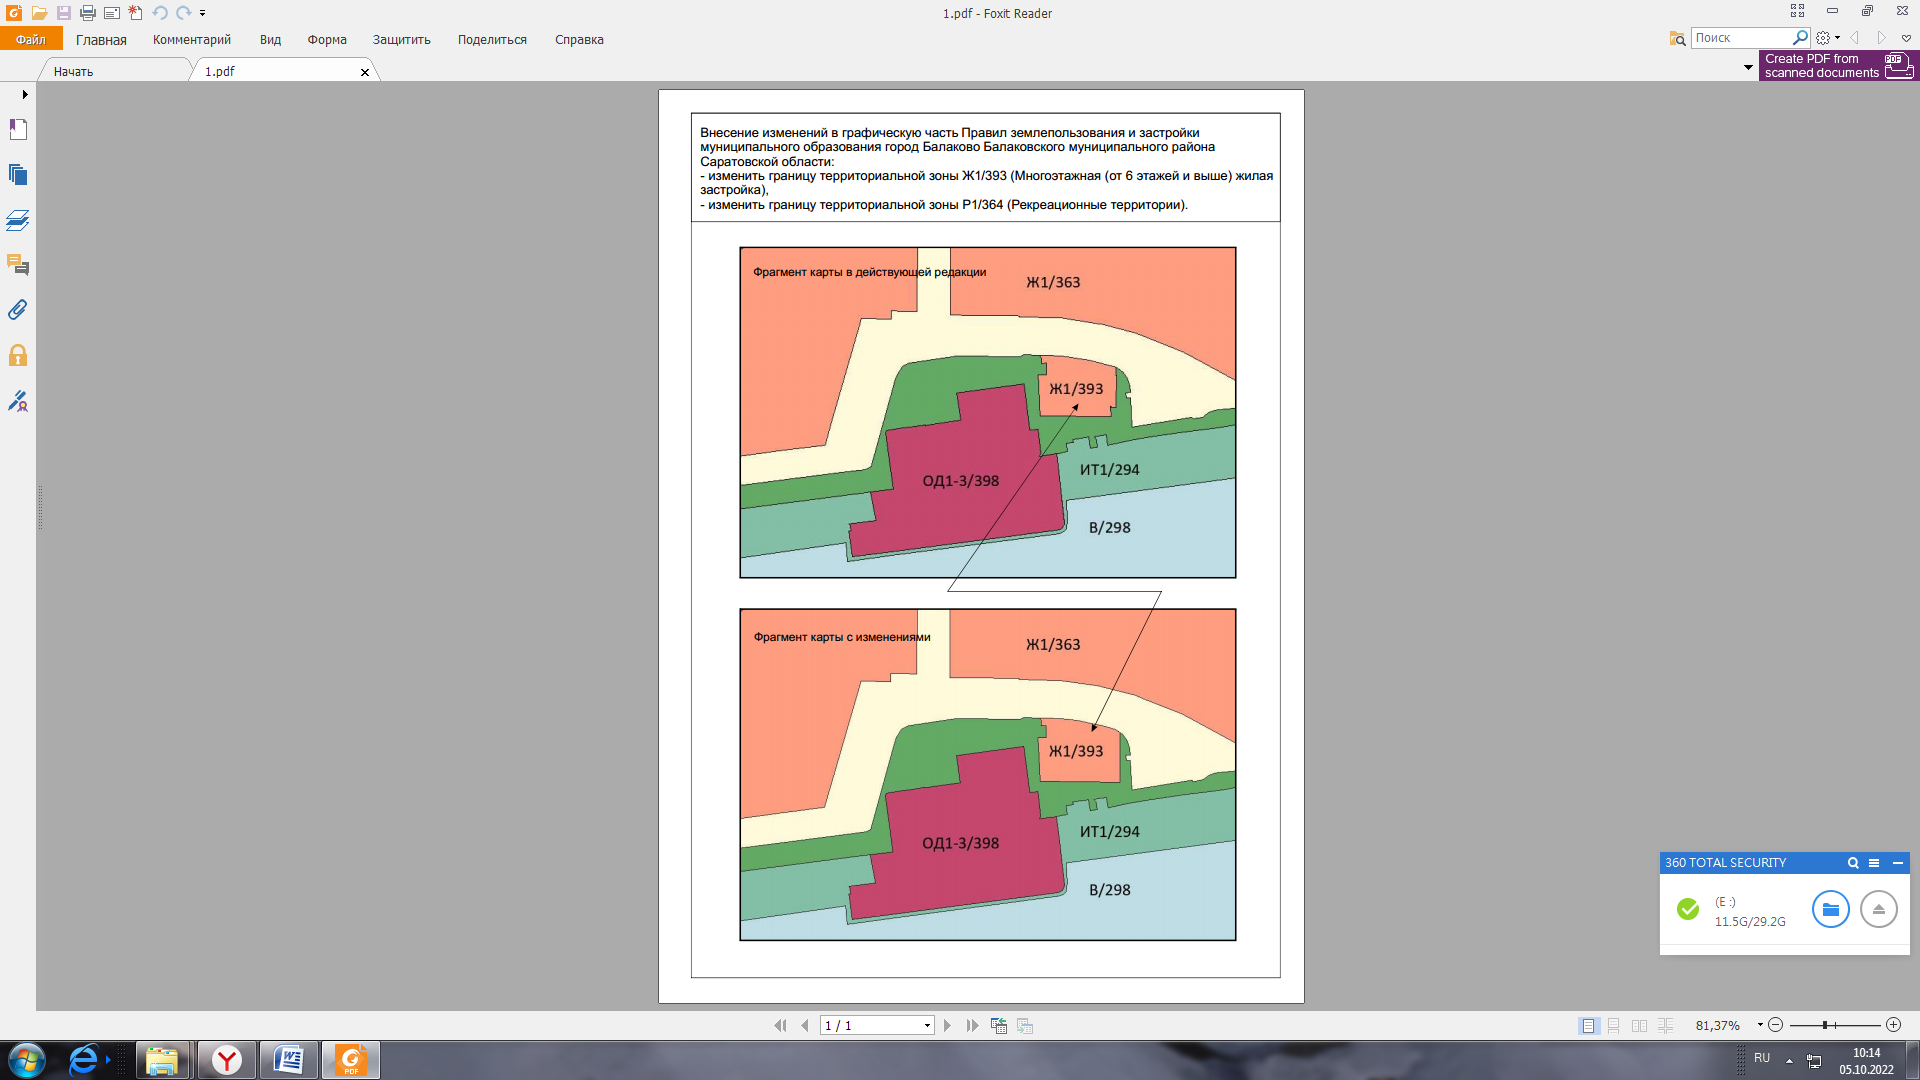 1.pdf - Foxit Reader
Файл Главная Комментарий Вид Форма Защитить Поделиться Справка
Поиск
Начать
1.pdf
Create PDF from
scanned documents
PDF
Внесение изменений в графическую часть Правил землепользования и застройки
муниципального образования город Балаково Балаковского муниципального района
Саратовской области:
- изменить границу территориальной зоны Ж1/393 (Многоэтажная (от 6 этажей и выше) жилая
застройка),
- изменить границу территориальной зоны Р1/364 (Рекреационные территории).
Фрагмент карты в действующей редакции
Ж1/363
Ж1/393
ИТ1/294
ОД1-3/398
В/298
Фрагмент карты с изменениями
Ж1/363
Ж1/393
ИТ1/294
ОД1-3/398
В/298
360 TOTAL SECURITY
(E :)
11.5G/29.2G
1 / 1
81,37%
PDF
RU
10:14
05.10.2022